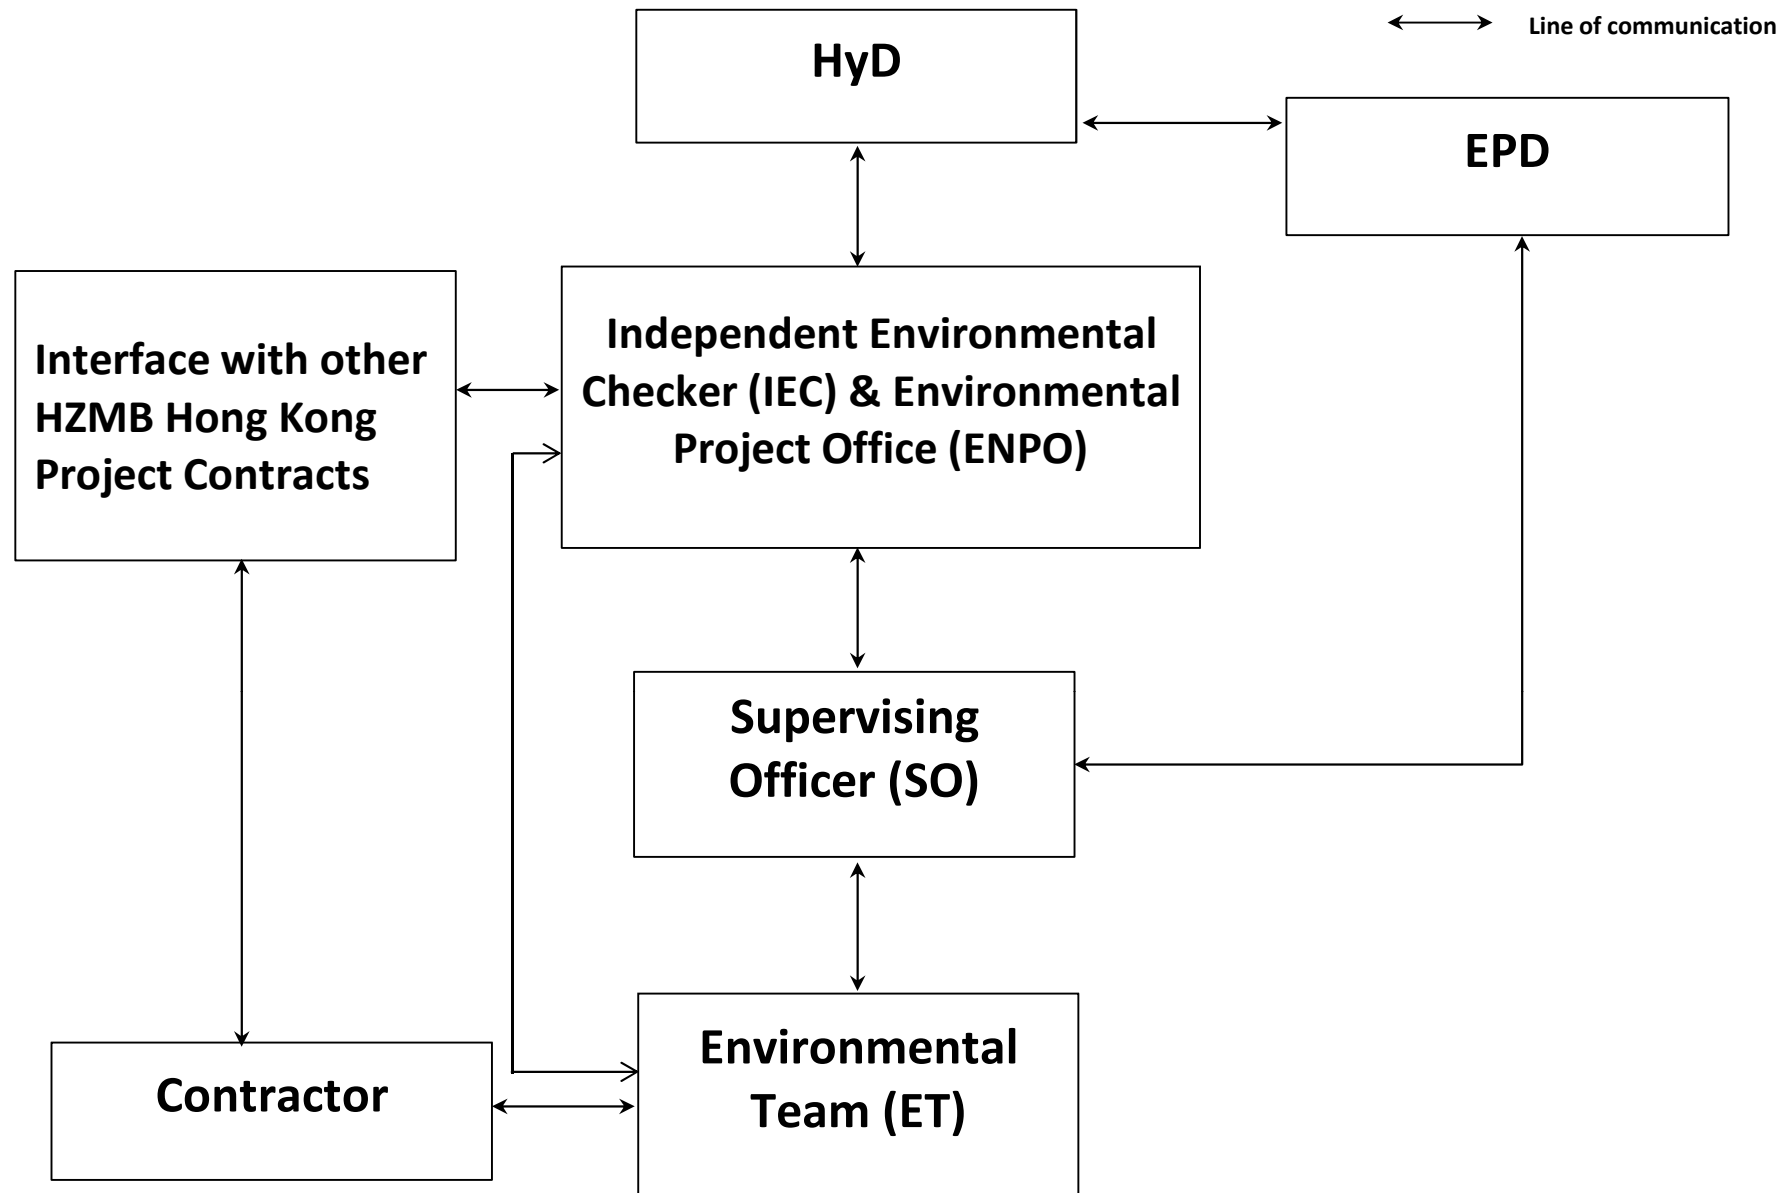 Line of communication
HyD
EPD
Interface with other
HZMB Hong Kong
Project Contracts
Independent Environmental
Checker (IEC) & Environmental
Project Office (ENPO)
Supervising
Officer (SO)
Contractor
Environmental
Team (ET)